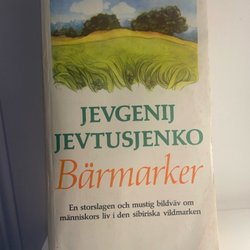 JEVGENIJ
JEVTUSJENKO
Bärmarker
En storslagen och mustig bildväv om
människors liv i den sibiriska vildmarken